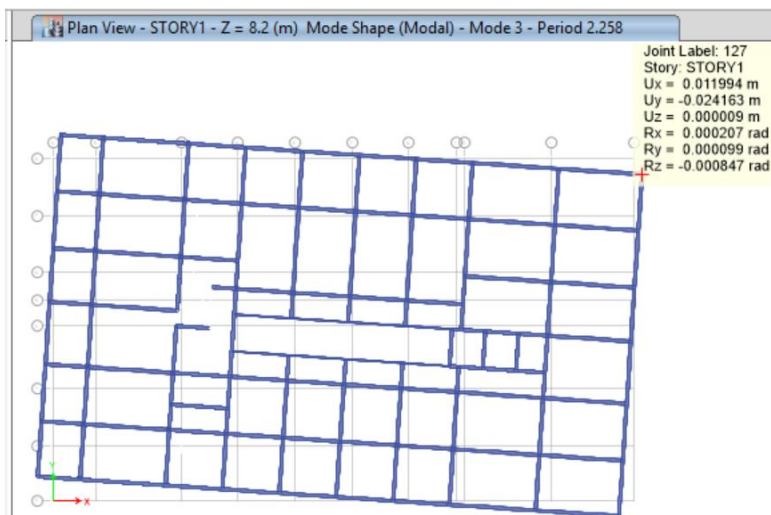 Plan View - STORY1 - Z = 8.2 (m) Mode Shape (Modal) - Mode 3 - Period 2.258
Joint Label: 127
Story: STORY1
Ux = 0.011994 m
Uy = -0.024163 m
Uz = 0.000009 m
Rx = 0.000207 rad
Ry = 0.000099 rad
Rz = -0.000847 rad
Y
X